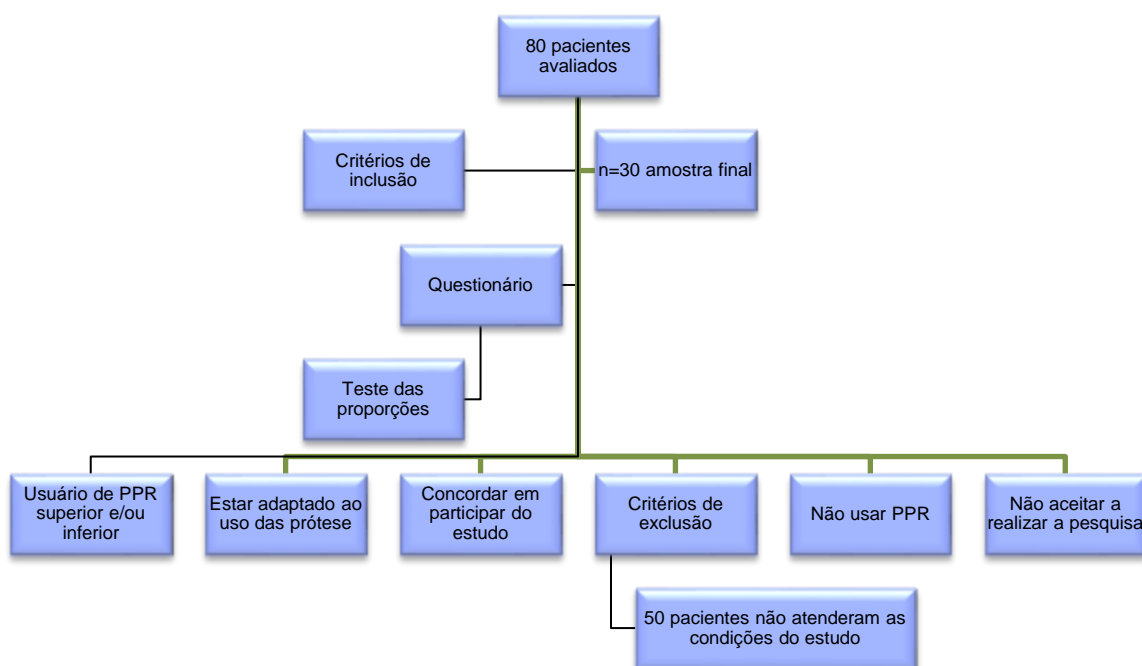 80 pacientes
avaliados
Critérios de
inclusão
n=30 amostra final
Questionário
Teste das
proporções
Usuário de PPR
superior e/ou
inferior
Estar adaptado ao
uso das prótese
Concordar em
participar do
estudo
Critérios de
exclusão
Não usar PPR
Não aceitar a
realizar a pesquisa
50 pacientes não atenderam as
condições do estudo